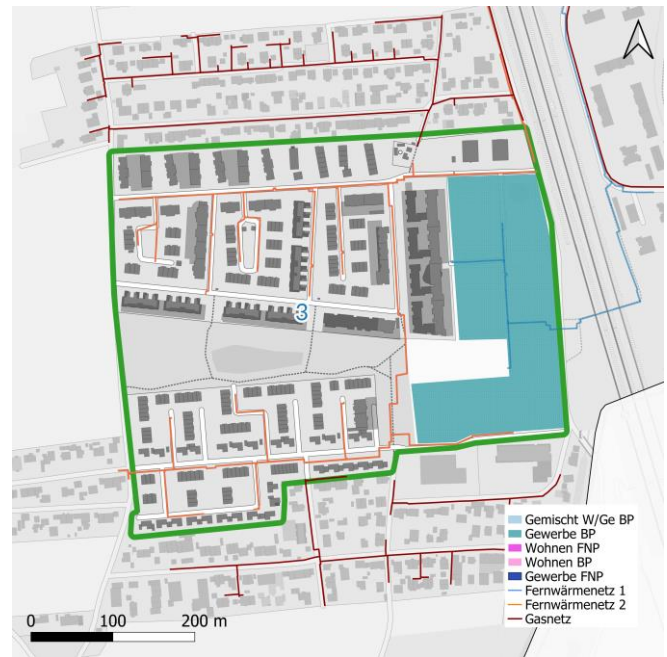 3
Gemischt W/Ge BP
Gewerbe BP
Wohnen FNP
Wohnen BP
Gewerbe FNP
Fernwärmenetz 1
Fernwärmenetz 2
Gasnetz
0 100 200 m